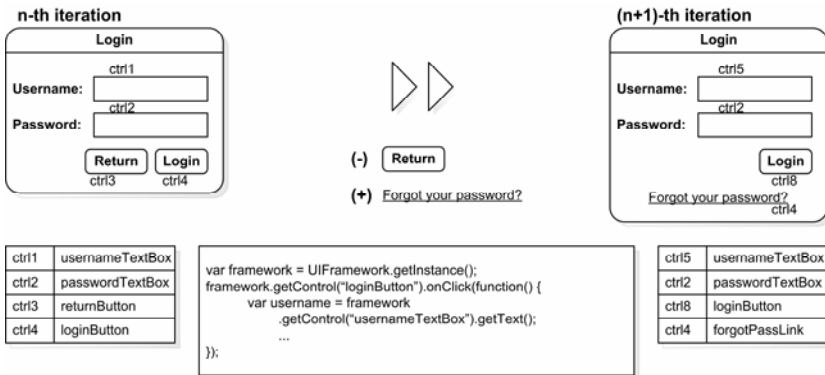 n-th iteration
Login
ctrl1
Username:
ctrl2
Password:
Return Login
ctrl3 ctrl4
(-) Return
(+) Forgot your password?
(n+1)-th iteration
Login
ctrl5
Username:
ctrl2
Password:
Login
ctrl8
Forgot your password?
ctrl4
ctrl1 usernameTextBox
ctrl2 passwordTextBox
ctrl3 returnButton
ctrl4 loginButton
var framework = UIFramework.getInstance();
framework.getControl(“loginButton”).onClick(function() {
var username = framework
.getControl(“usernameTextBox”).getText();
...
});
ctrl5 usernameTextBox
ctrl2 passwordTextBox
ctrl8 loginButton
ctrl4 forgotPassLink